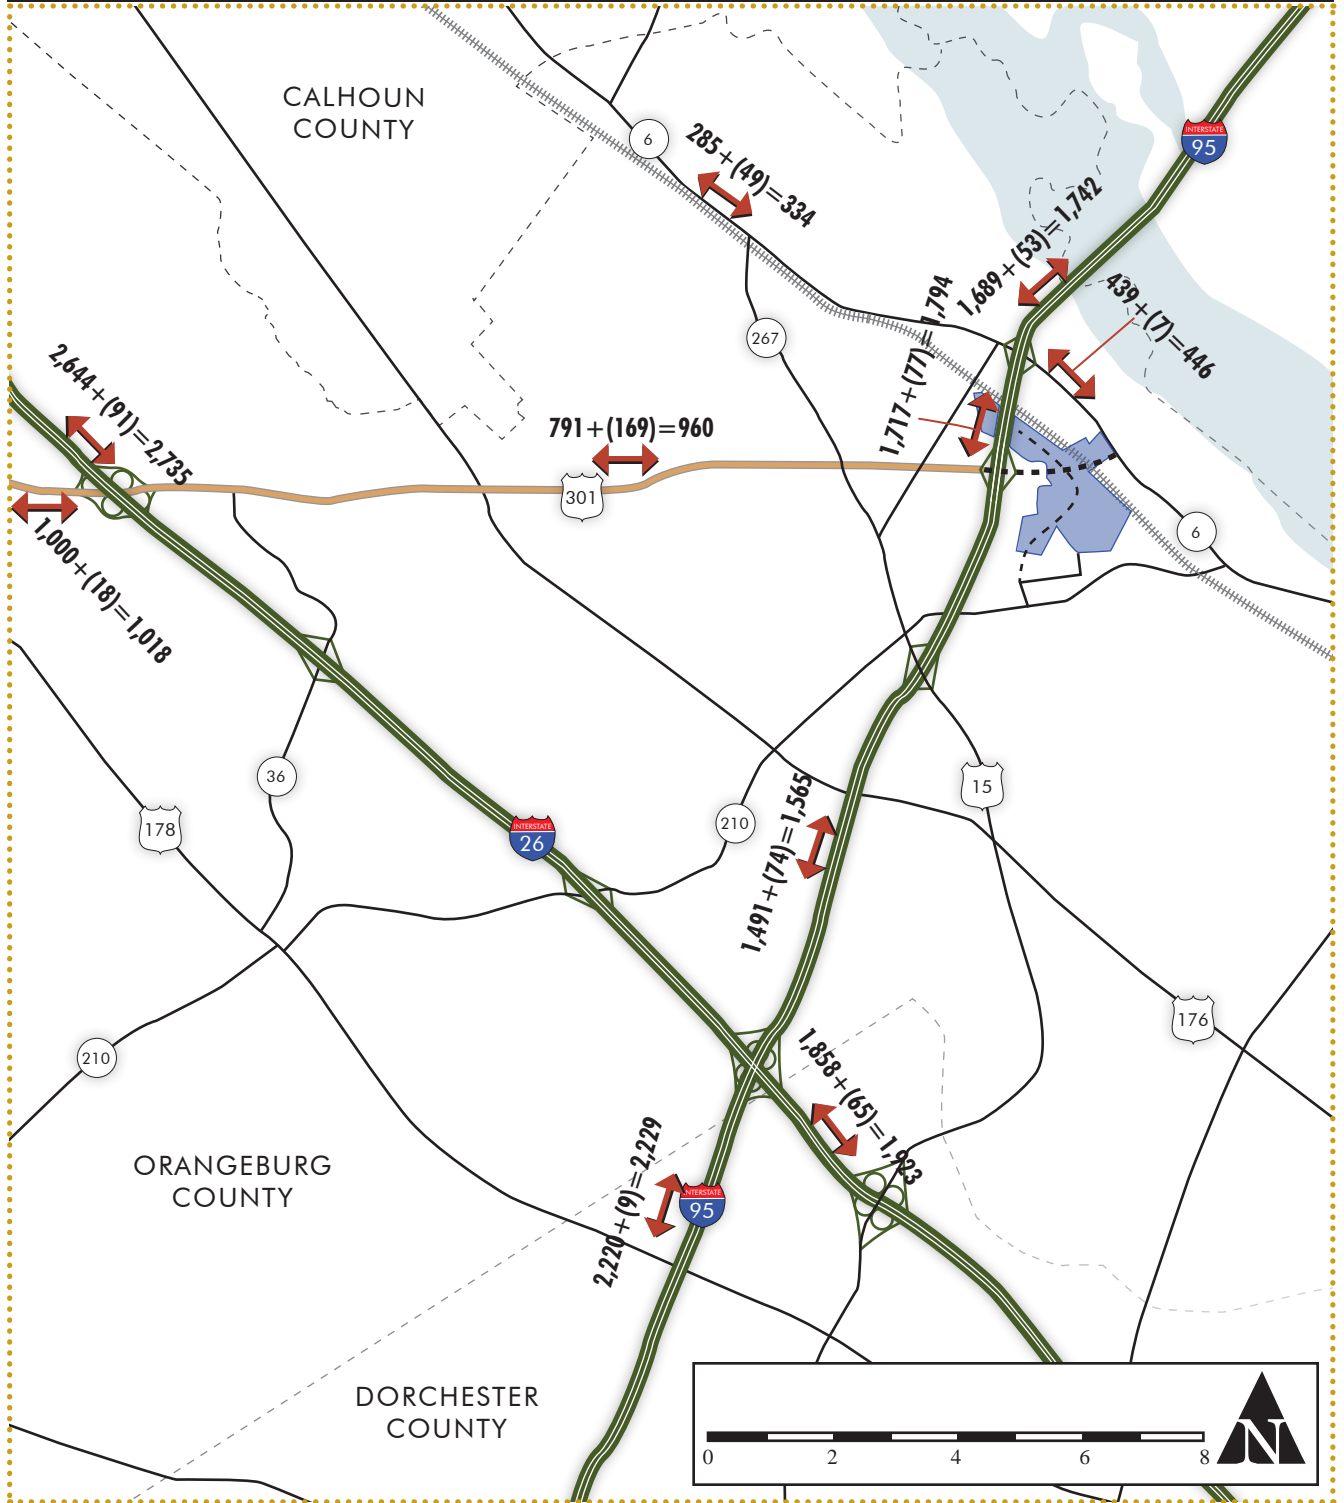 CALHOUN
COUNTY
6
285+(49)=334
INTERSTATE
95
1,689+(53)=1,742
439+(7)=446
267
1,717+(77)=1,794
2,644+(91)=2,735
791+(169)=960
301
1,000+(18)=1,018
6
36
178
INTERSTATE
26
210
15
1,491+(74)=1,565
176
210
1,858+(65)=1,923
ORANGEBURG
COUNTY
2,220+(9)=2,229
INTERSTATE
95
DORCHESTER
COUNTY
0 2 4 6 8
N